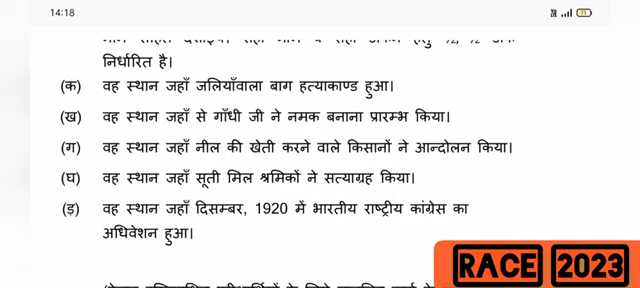 14:18
71
निर्धारित है।
(क) वह स्थान जहाँ जलियाँवाला बाग हत्याकाण्ड हुआ।
(ख) वह स्थान जहाँ से गाँधी जी ने नमक बनाना प्रारम्भ किया।
(ग) वह स्थान जहाँ नील की खेती करने वाले किसानों ने आन्दोलन किया।
(घ) वह स्थान जहाँ सूती मिल श्रमिकों ने सत्याग्रह किया।
(ड़) वह स्थान जहाँ दिसम्बर, 1920 में भारतीय राष्ट्रीय कांग्रेस का
अधिवेशन हुआ।
RACE 2023